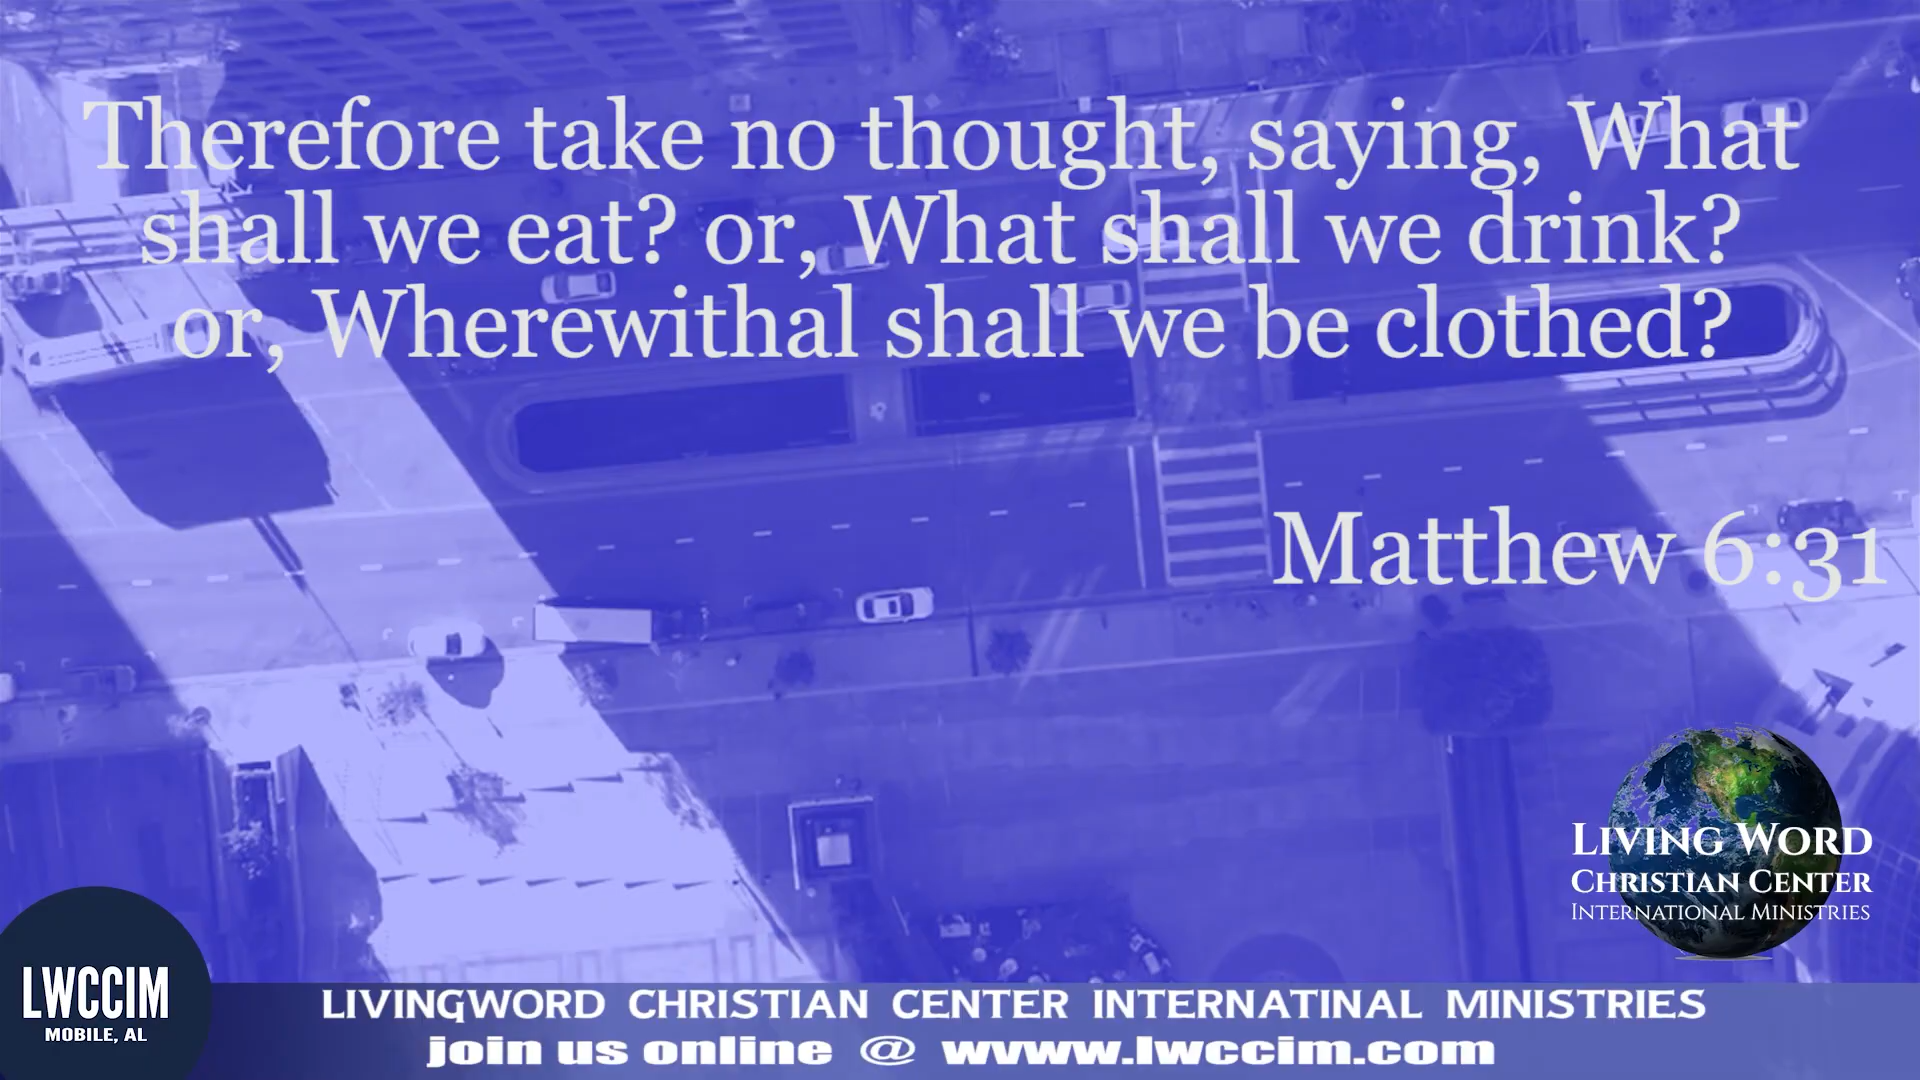 Therefore take no thought, saying, What
shall we eat? or, What shall we drink?
or, Wherewithal shall we be clothed?
Matthew 6:31
LIVING WORD
CHRISTIAN CENTER
INTERNATIONAL MINISTRIES
LWCCIM
MOBILE, AL
LIVINGWORD CHRISTIAN CENTER INTERNATINAL MINISTRIES
join us online @ www.lwccim.com